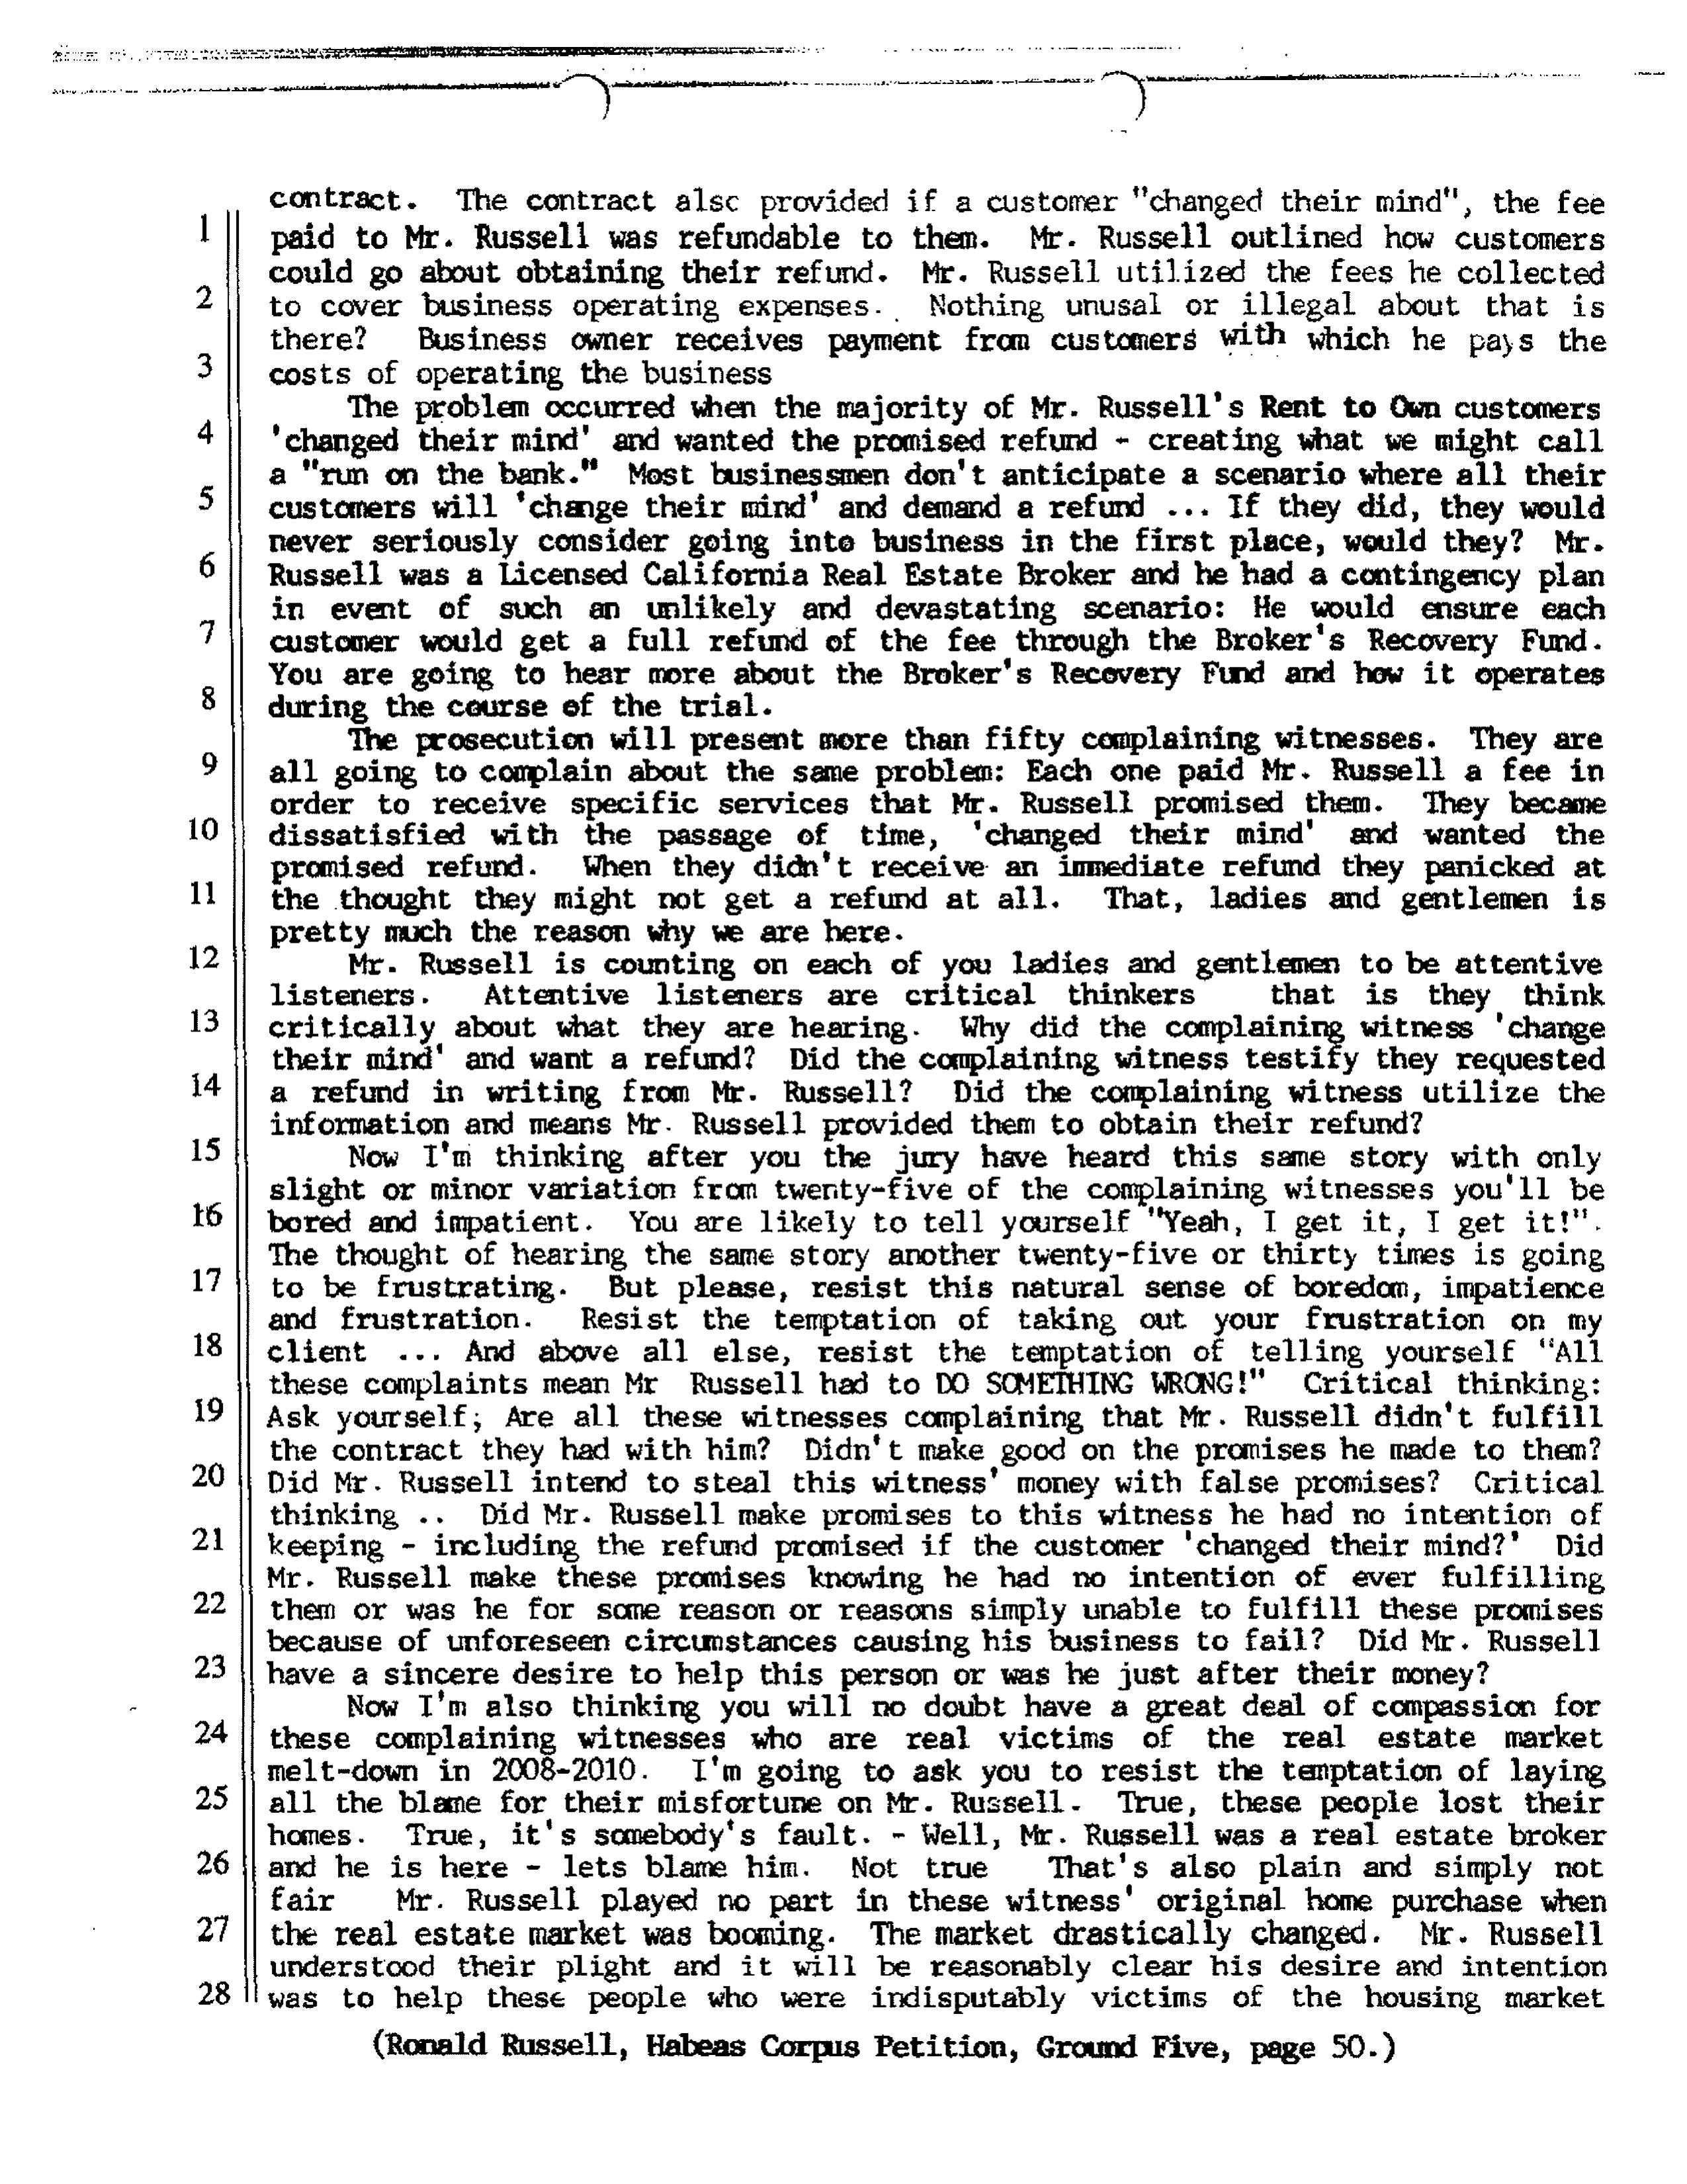 contract. The contract alsc provided if a customer "changed their mind", the fee
1 paid to Mr. Russell was refundable to them. Mr. Russell outlined how customers
could go about obtaining their refund. Mr. Russell utilized the fees he collected
2 to cover business operating expenses. Nothing unusal or illegal about that is
there? Business owner receives payment from customers with which he pays the
3 costs of operating the business
The problem occurred when the majority of Mr. Russell's Rent to Own customers
4 'changed their mind' and wanted the promised refund - creating what we might call
a "run on the bank." Most businessmen don't anticipate a scenario where all their
5 customers will 'change their mind' and demand a refund ... If they did, they would
never seriously consider going into business in the first place, would they? Mr.
6 Russell was a Licensed California Real Estate Broker and he had a contingency plan
in event of such an unlikely and devastating scenario: He would ensure each
7 customer would get a full refund of the fee through the Broker's Recovery Fund.
You are going to hear more about the Broker's Recovery Fund and how it operates
8 during the course of the trial.
The prosecution will present more than fifty complaining witnesses. They are
9 all going to complain about the same problem: Each one paid Mr. Russell a fee in
order to receive specific services that Mr. Russell promised them. They became
10 dissatisfied with the passage of time, 'changed their mind' and wanted the
promised refund. When they didn't receive an immediate refund they panicked at
11 the thought they might not get a refund at all. That, ladies and gentlemen is
pretty much the reason why we are here.
12 Mr. Russell is counting on each of you ladies and gentlemen to be attentive
listeners. Attentive listeners are critical thinkers that is they think
13 critically about what they are hearing. Why did the complaining witness 'change
their mind' and want a refund? Did the complaining witness testify they requested
14 a refund in writing from Mr. Russell? Did the complaining witness utilize the
information and means Mr. Russell provided them to obtain their refund?
15 Now I'm thinking after you the jury have heard this same story with only
slight or minor variation from twenty-five of the complaining witnesses you'll be
16 bored and impatient. You are likely to tell yourself "Yeah, I get it, I get it!".
The thought of hearing the same story another twenty-five or thirty times is going
17 to be frustrating. But please, resist this natural sense of boredom, impatience
and frustration. Resist the temptation of taking out your frustration on my
18 client ... And above all else, resist the temptation of telling yourself "All
these complaints mean Mr Russell had to DO SOMETHING WRONG!" Critical thinking:
19 Ask yourself; Are all these witnesses complaining that Mr. Russell didn't fulfill
the contract they had with him? Didn't make good on the promises he made to them?
20 Did Mr. Russell intend to steal this witness' money with false promises? Critical
thinking .. Did Mr. Russell make promises to this witness he had no intention of
21 keeping - including the refund promised if the customer 'changed their mind?' Did
Mr. Russell make these promises knowing he had no intention of ever fulfilling
22 them or was he for some reason or reasons simply unable to fulfill these promises
because of unforeseen circumstances causing his business to fail? Did Mr. Russell
23 have a sincere desire to help this person or was he just after their money?
Now I'm also thinking you will no doubt have a great deal of compassion for
24 these complaining witnesses who are real victims of the real estate market
melt-down in 2008-2010. I'm going to ask you to resist the temptation of laying
25 all the blame for their misfortune on Mr. Russell. True, these people lost their
homes. True, it's somebody's fault. - Well, Mr. Russell was a real estate broker
26 and he is here - lets blame him. Not true That's also plain and simply not
fair Mr. Russell played no part in these witness' original home purchase when
27 the real estate market was booming. The market drastically changed. Mr. Russell
understood their plight and it will be reasonably clear his desire and intention
28 was to help these people who were indisputably victims of the housing market
(Ronald Russell, Habeas Corpus Petition, Ground Five, page 50.)